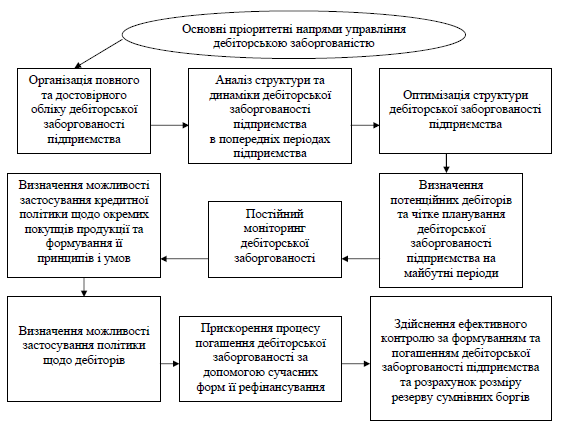 Основні пріоритетні напрями управління
дебіторською заборгованістю
Організація повного
та достовірного
обліку дебіторської
заборгованості
підприємства
Аналіз структури та
динаміки дебіторської
заборгованості
підприємства
в попередніх періодах
підприємства
Оптимізація структури
дебіторської заборгованості
підприємства
Визначення
потенційних дебіторів
та чітке планування
дебіторської
заборгованості
підприємства на
майбутні періоди
Постійний
моніторинг
дебіторської
заборгованості
Визначення можливості
застосування кредитної
політики щодо окремих
покупців продукції та
формування її
принципів і умов
Визначення можливості
застосування політики
щодо дебіторів
Прискорення процесу
погашення дебіторської
заборгованості за
допомогою сучасних
форм її рефінансування
Здійснення ефективного
контролю за формуванням та
погашенням дебіторської
заборгованості підприємства
та розрахунок розміру
резерву сумнівних боргів